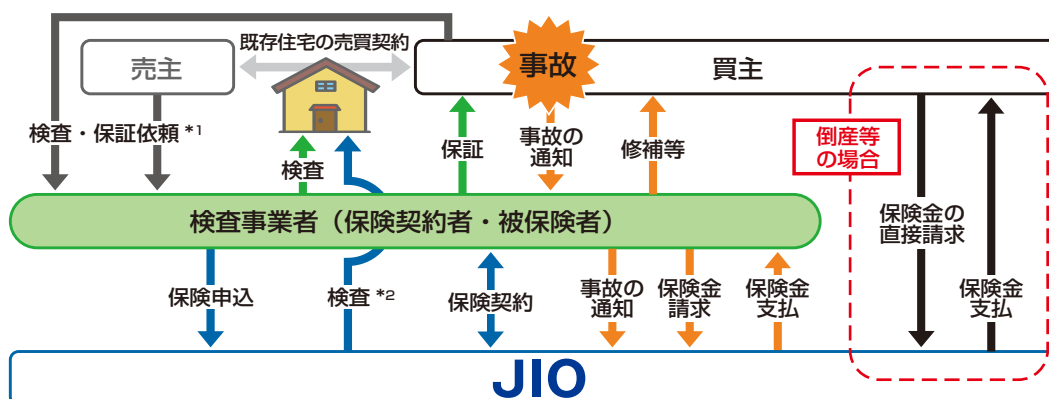 既存住宅の売買契約
売主
事故
買主
検査・保証依頼 *1
検査
保証
事故の
通知
修補等
倒産等
の場合
検査事業者（保険契約者・被保険者）
保険金の
直接請求
保険申込
検査 *2
保険契約
事故の
通知
保険金
請求
保険金
支払
保険金
支払
JIO